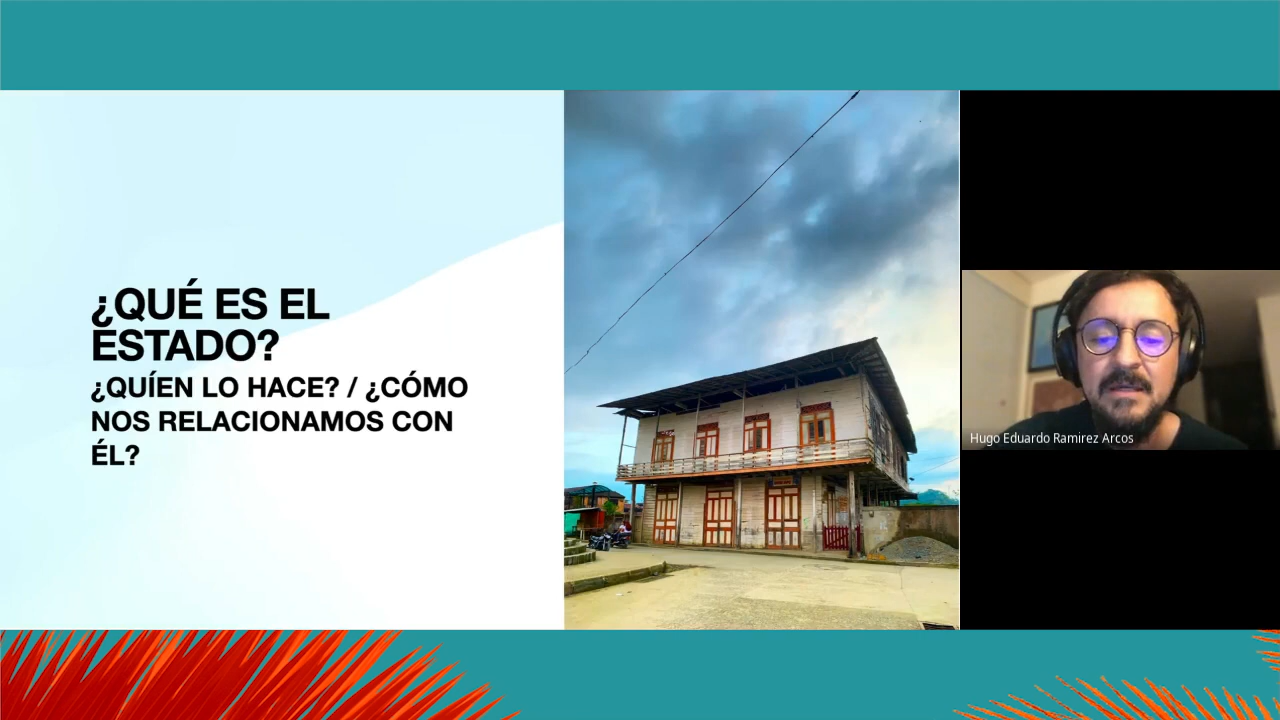 ¿QUÉ ES EL
ESTADO?
¿QUÍEN LO HACE? / ¿CÓMO
NOS RELACIONAMOS CON
ÉL?
Hugo Eduardo Ramirez Arcos